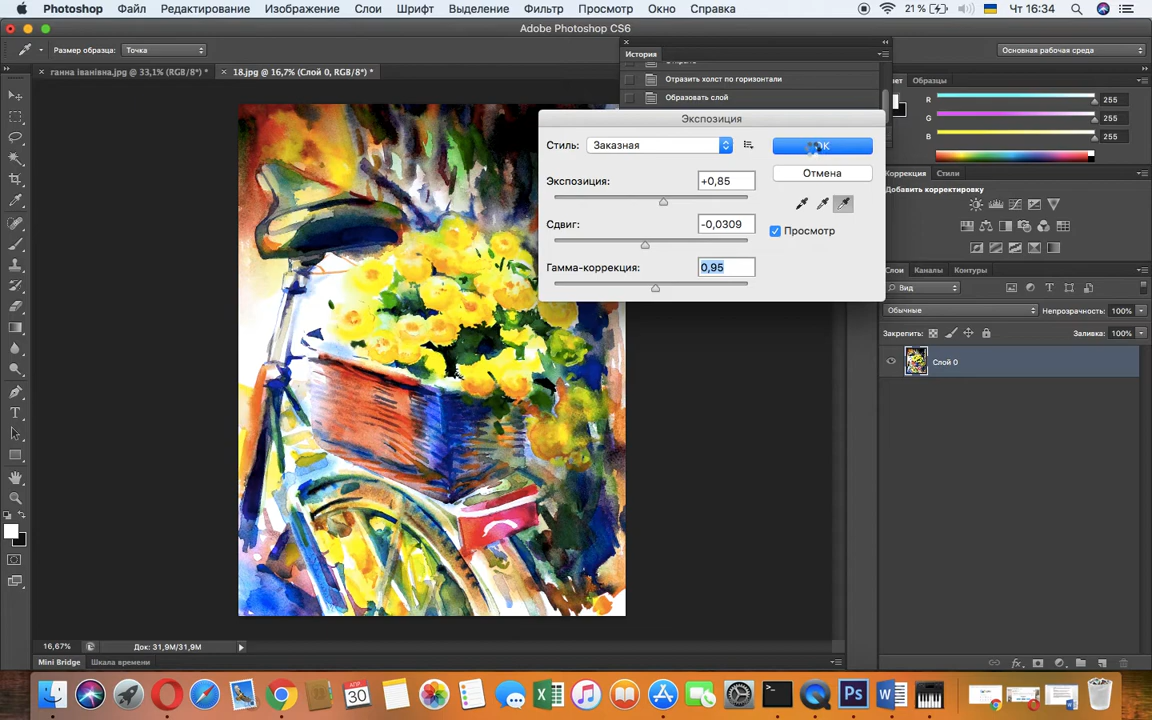 Photoshop Файл Редактирование Изображение Слои Шрифт Выделение Фильтр Просмотр Окно Справка 21 % Чт 16:34
Adobe Photoshop CS6
Размер образца: Точка
Основная рабочая среда
ганна іванівна.jpg @ 33,1% (RGB/8*) *
18.jpg @ 16,7% (Слой 0, RGB/8*) *
История
Отразить холст по горизонтали
Образовать слой
Образцы
R 255
G 255
B 255
Экспозиция
Стиль: Заказная
OK
Экспозиция: +0,85
Отмена
Сдвиг: -0,0309
Просмотр
Гамма-коррекция: 0,95
Коррекция Стили
Добавить корректировку
Слои Каналы Контуры
Вид
Обычные Непрозрачность: 100%
Закрепить: Заливка: 100%
Слой 0
16,67% Док: 31,9M/31,9M
Mini Bridge Шкала времени
АПР.
30